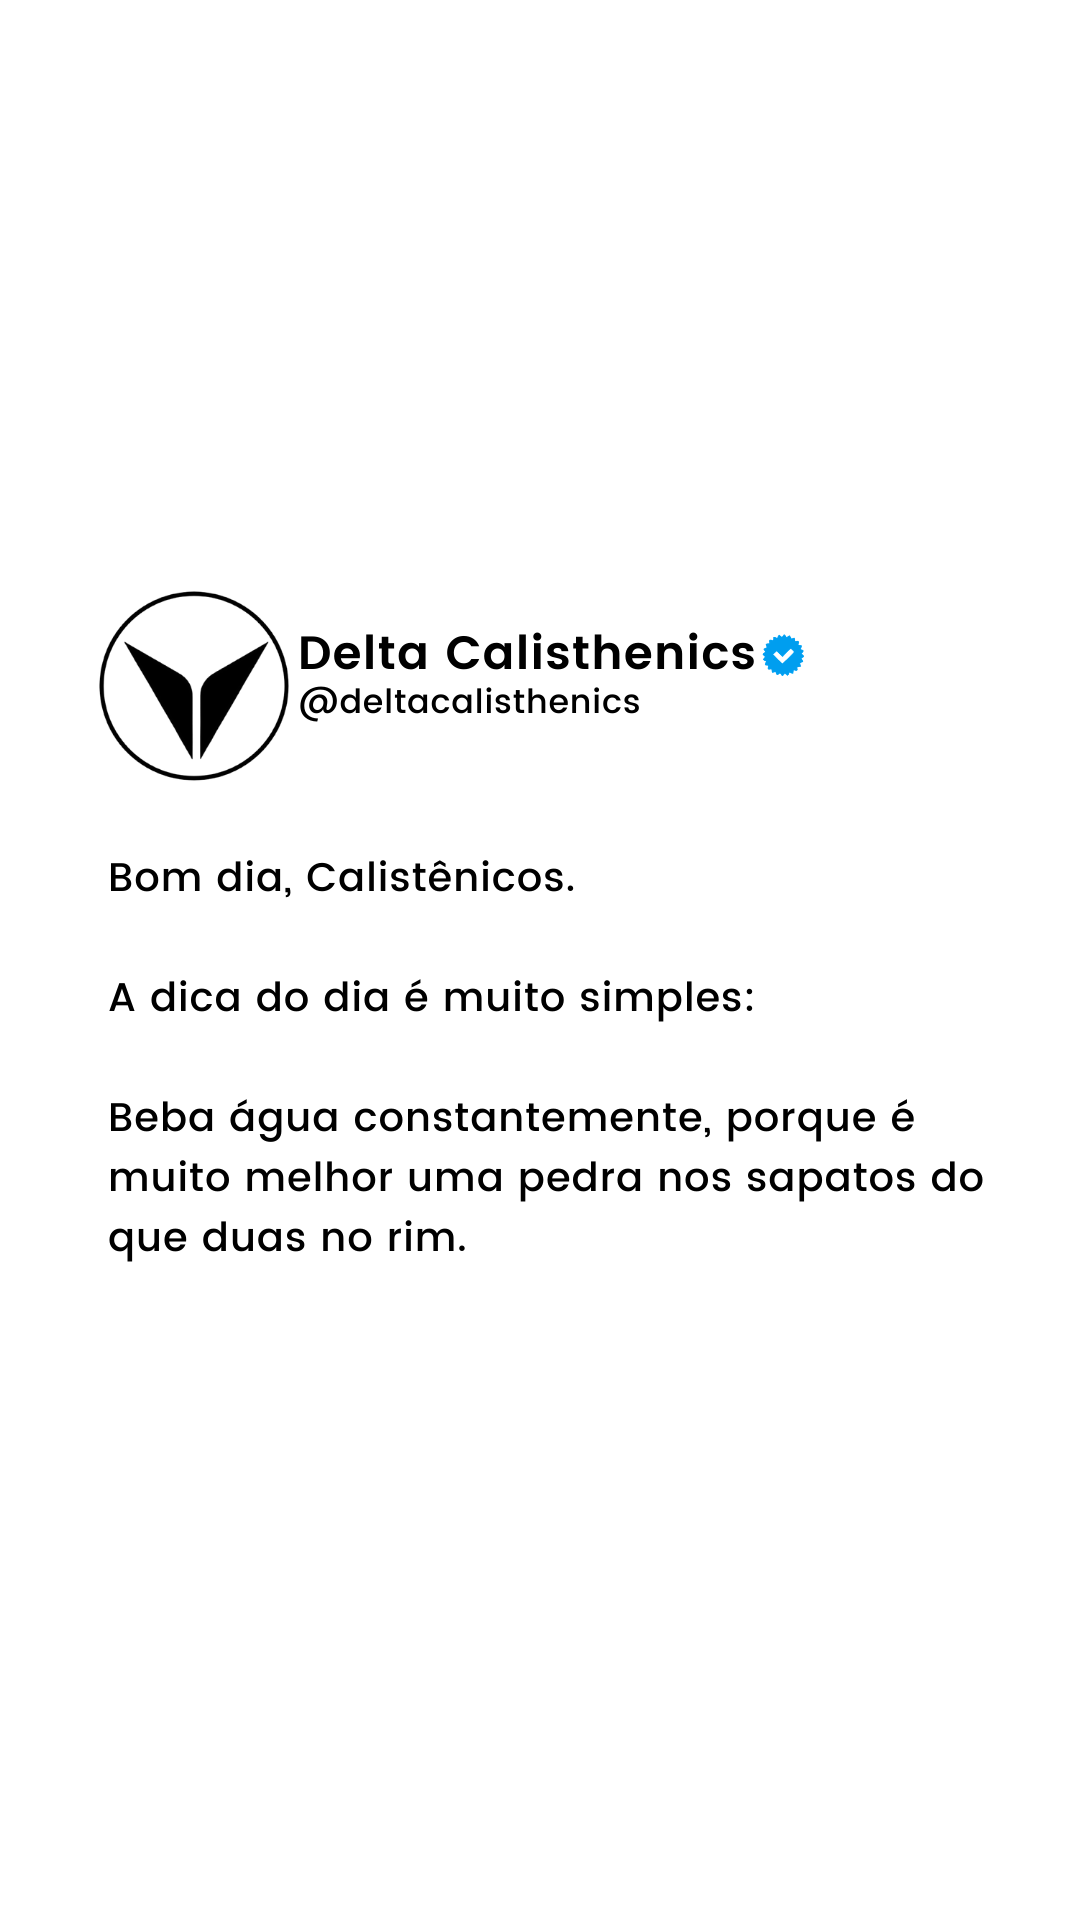 Delta Calisthenics
@deltacalisthenics
Bom dia, Calistênicos.
A dica do dia é muito simples:
Beba água constantemente, porque é
muito melhor uma pedra nos sapatos do
que duas no rim.